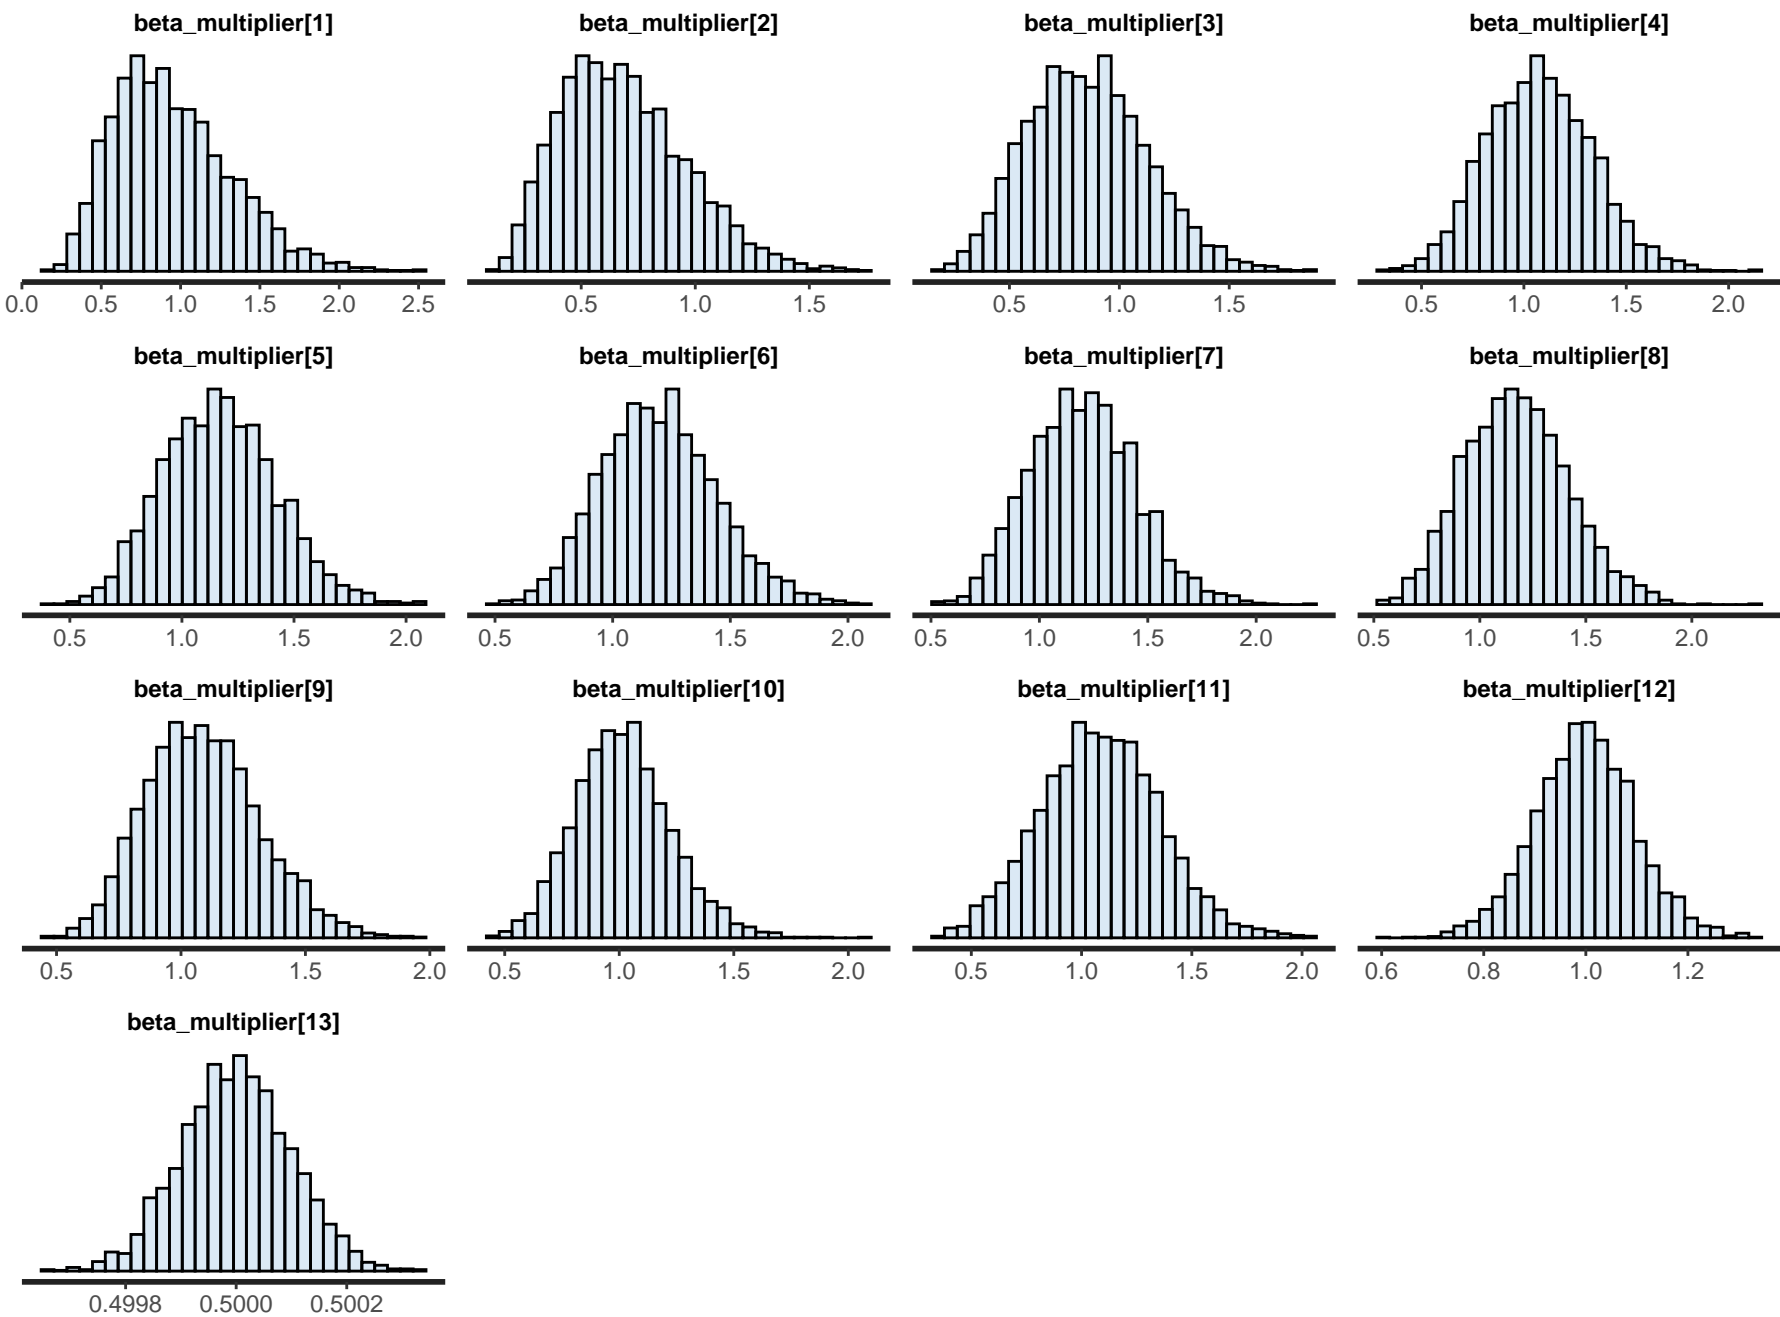 beta_multiplier[1] beta_multiplier[2] beta_multiplier[3] beta_multiplier[4]
0.0 0.5 1.0 1.5 2.0 2.5 0.5 1.0 1.5 0.5 1.0 1.5 0.5 1.0 1.5 2.0
beta_multiplier[5] beta_multiplier[6] beta_multiplier[7] beta_multiplier[8]
0.5 1.0 1.5 2.0 0.5 1.0 1.5 2.0 0.5 1.0 1.5 2.0 0.5 1.0 1.5 2.0
beta_multiplier[9] beta_multiplier[10] beta_multiplier[11] beta_multiplier[12]
0.5 1.0 1.5 2.0 0.5 1.0 1.5 2.0 0.5 1.0 1.5 2.0 0.6 0.8 1.0 1.2
beta_multiplier[13]
0.4998 0.5000 0.5002